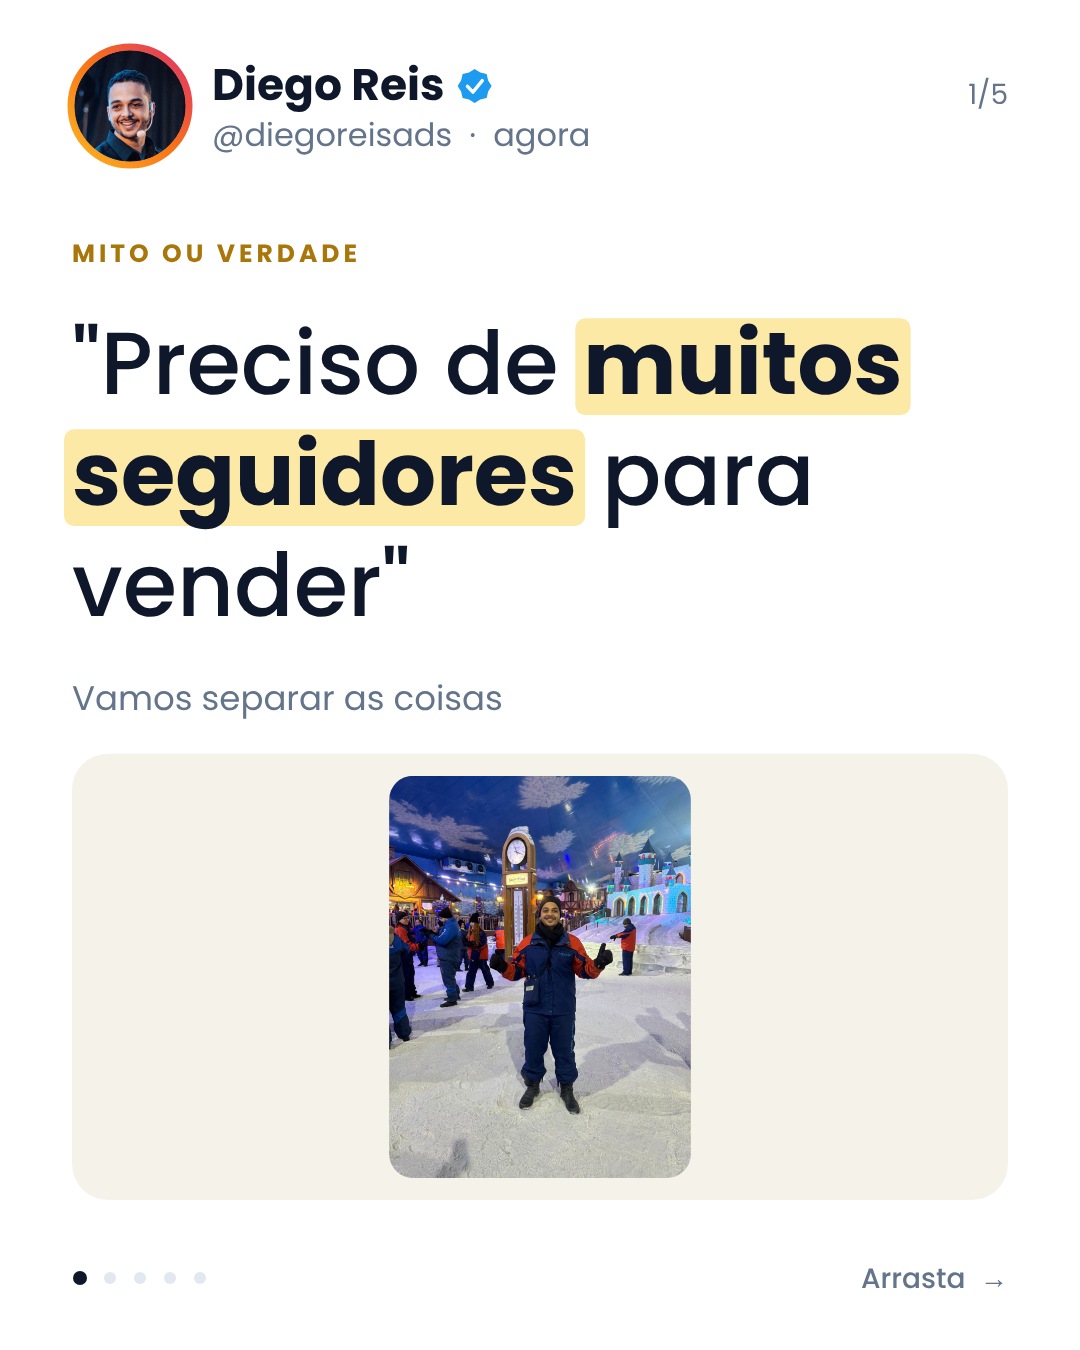 Diego Reis
@diegoreisads · agora
1/5
MITO OU VERDADE
"Preciso de muitos
seguidores para
vender"
Vamos separar as coisas
Arrasta →